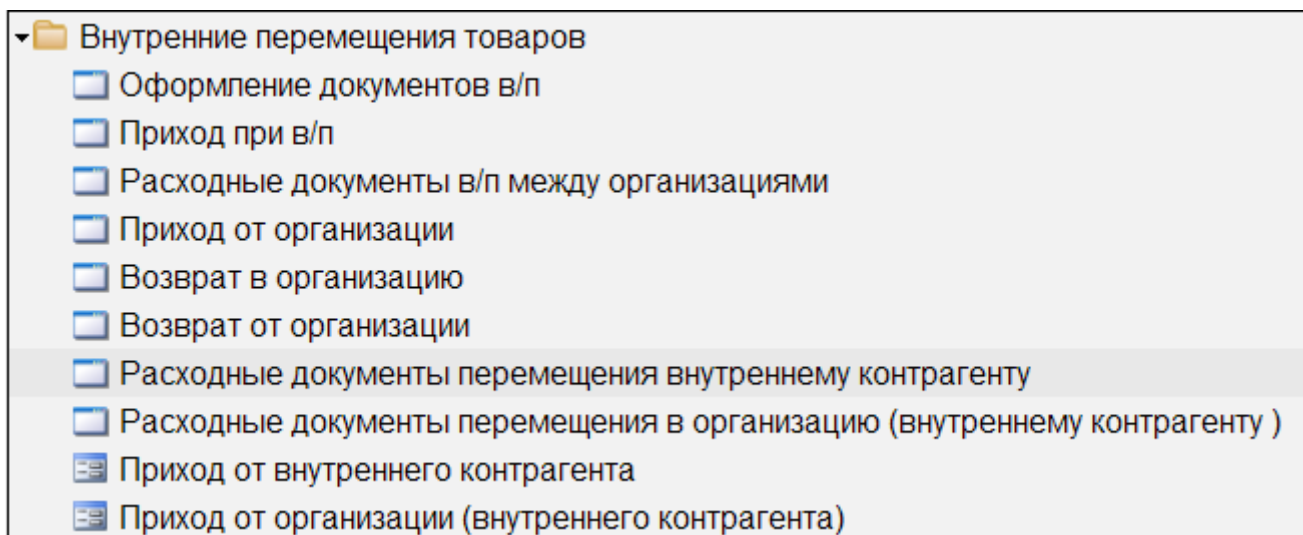 Внутренние перемещения товаров
Оформление документов в/п
Приход при в/п
Расходные документы в/п между организациями
Приход от организации
Возврат в организацию
Возврат от организации
Расходные документы перемещения внутреннему контрагенту
Расходные документы перемещения в организацию (внутреннему контрагенту )
Приход от внутреннего контрагента
Приход от организации (внутреннего контрагента)